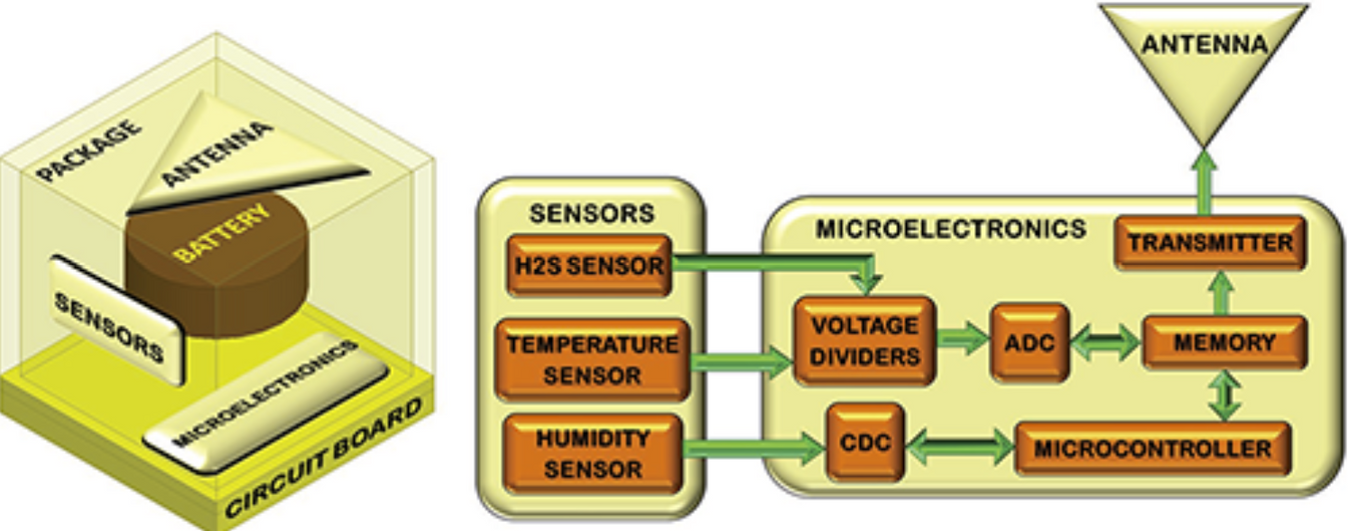 PACKAGE
ANTENNA
BATTERY
SENSORS
MICROELECTRONICS
CIRCUIT BOARD
SENSORS
H2S SENSOR
TEMPERATURE
SENSOR
HUMIDITY
SENSOR
MICROELECTRONICS
VOLTAGE
DIVIDERS
ADC
CDC
MICROCONTROLLER
MEMORY
TRANSMITTER
ANTENNA